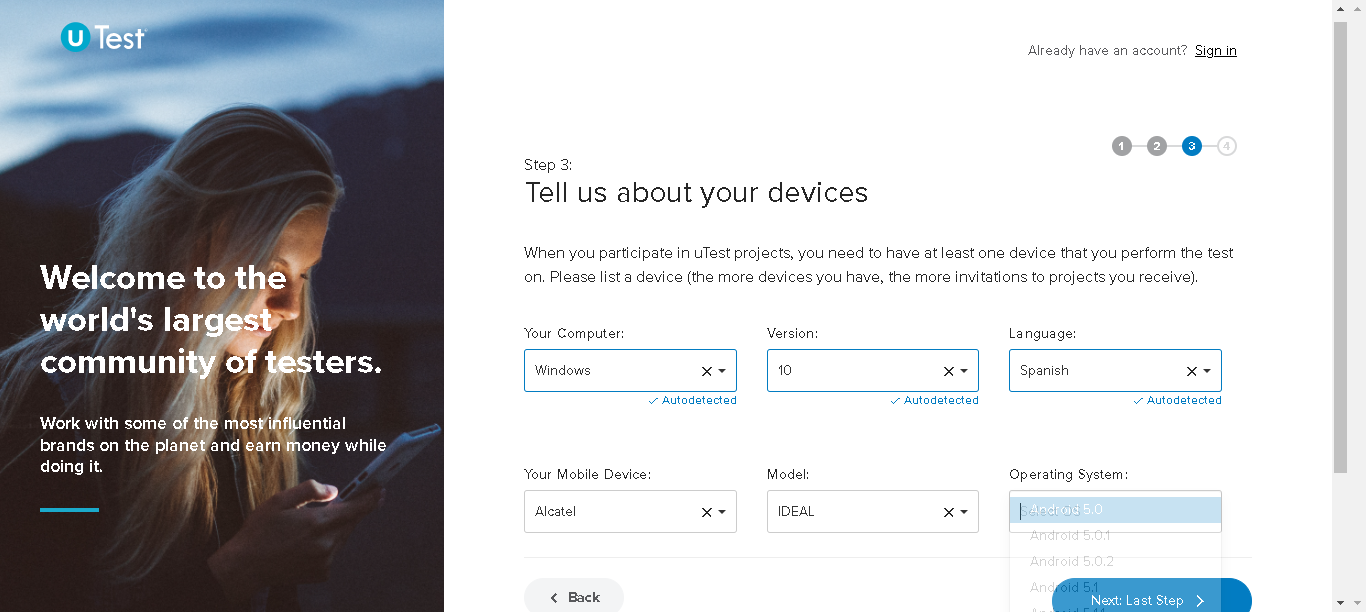 uTest
Already have an account? Sign in
1 2 3 4
Step 3:
Tell us about your devices
When you participate in uTest projects, you need to have at least one device that you perform the test
on. Please list a device (the more devices you have, the more invitations to projects you receive).
Welcome to the
world's largest
community of testers.
Work with some of the most influential
brands on the planet and earn money while
doing it.
Your Computer: Version: Language:
Windows 10 Spanish
Autodetected Autodetected Autodetected
Your Mobile Device: Model: Operating System:
Alcatel IDEAL Android 5.0
Android 5.0.1
Android 5.0.2
Android 5.1
Back Next: Last Step